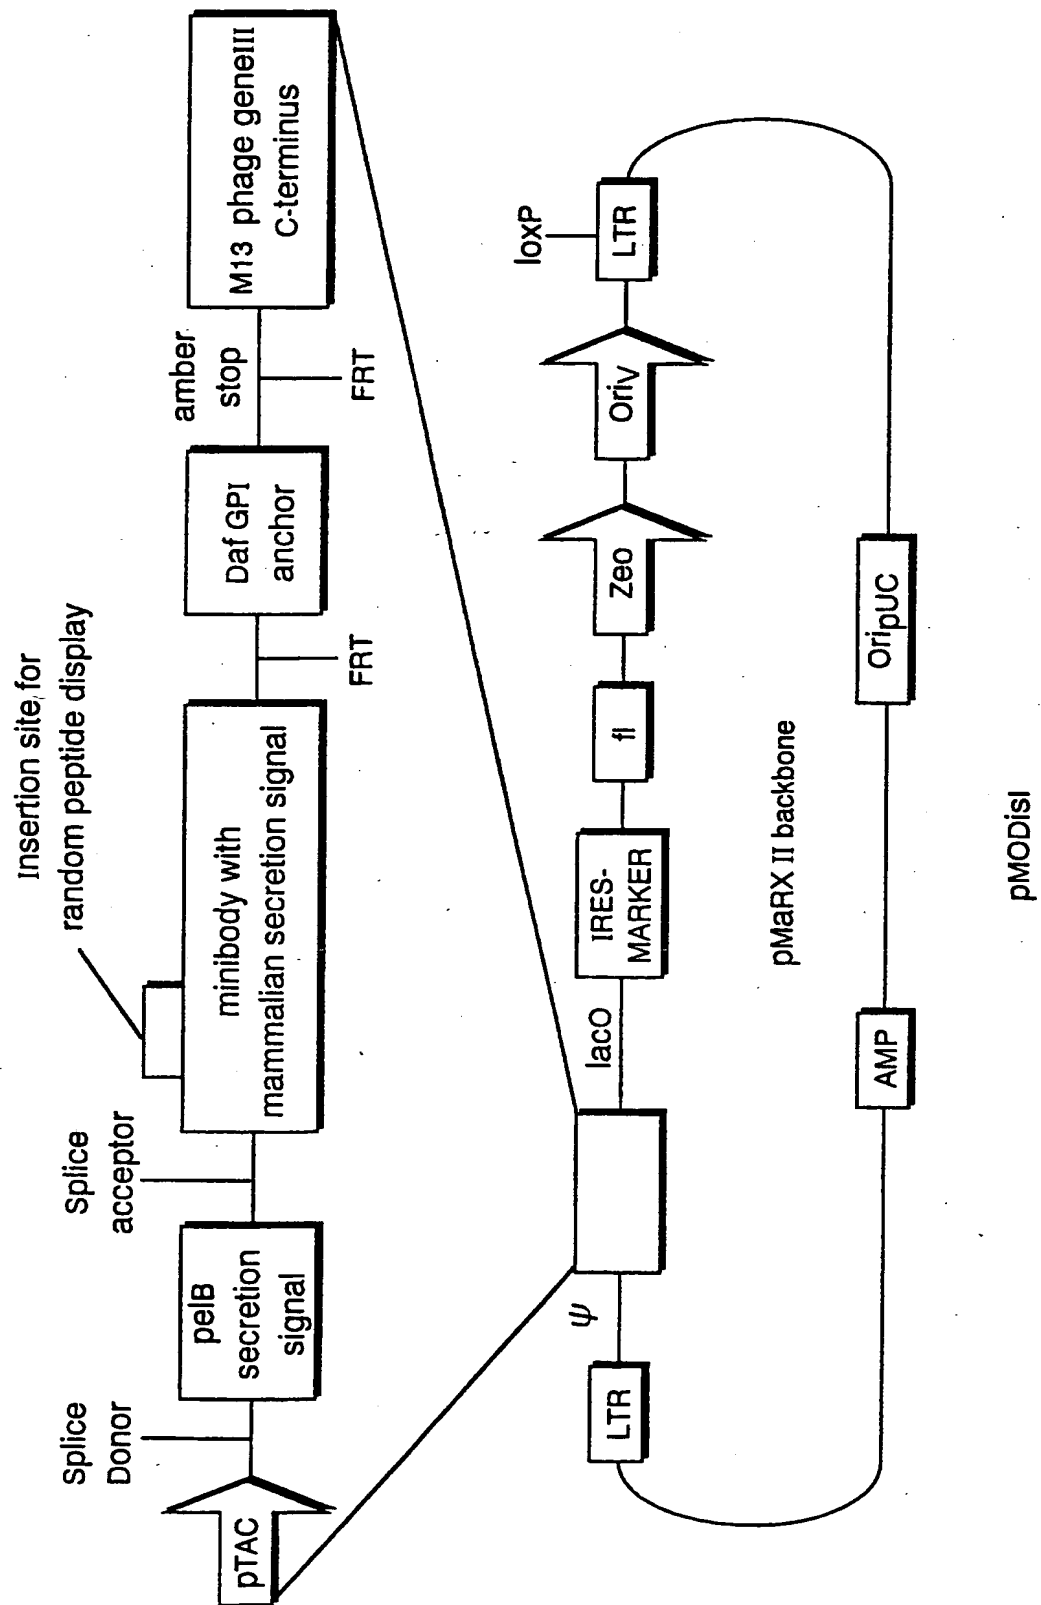 Insertion site for
random peptide display
Splice
Donor
Splice
acceptor
amber
stop
pTAC
pelB
secretion
signal
minibody with
mammalian secretion signal
Daf GPI
anchor
M13 phage geneIII
C-terminus
FRT
FRT
loxP
LTR
ψ
lacO
IRES-
MARKER
fl
Zeo
Oriv
LTR
pMaRX II backbone
AMP
OripUC
pMODisI